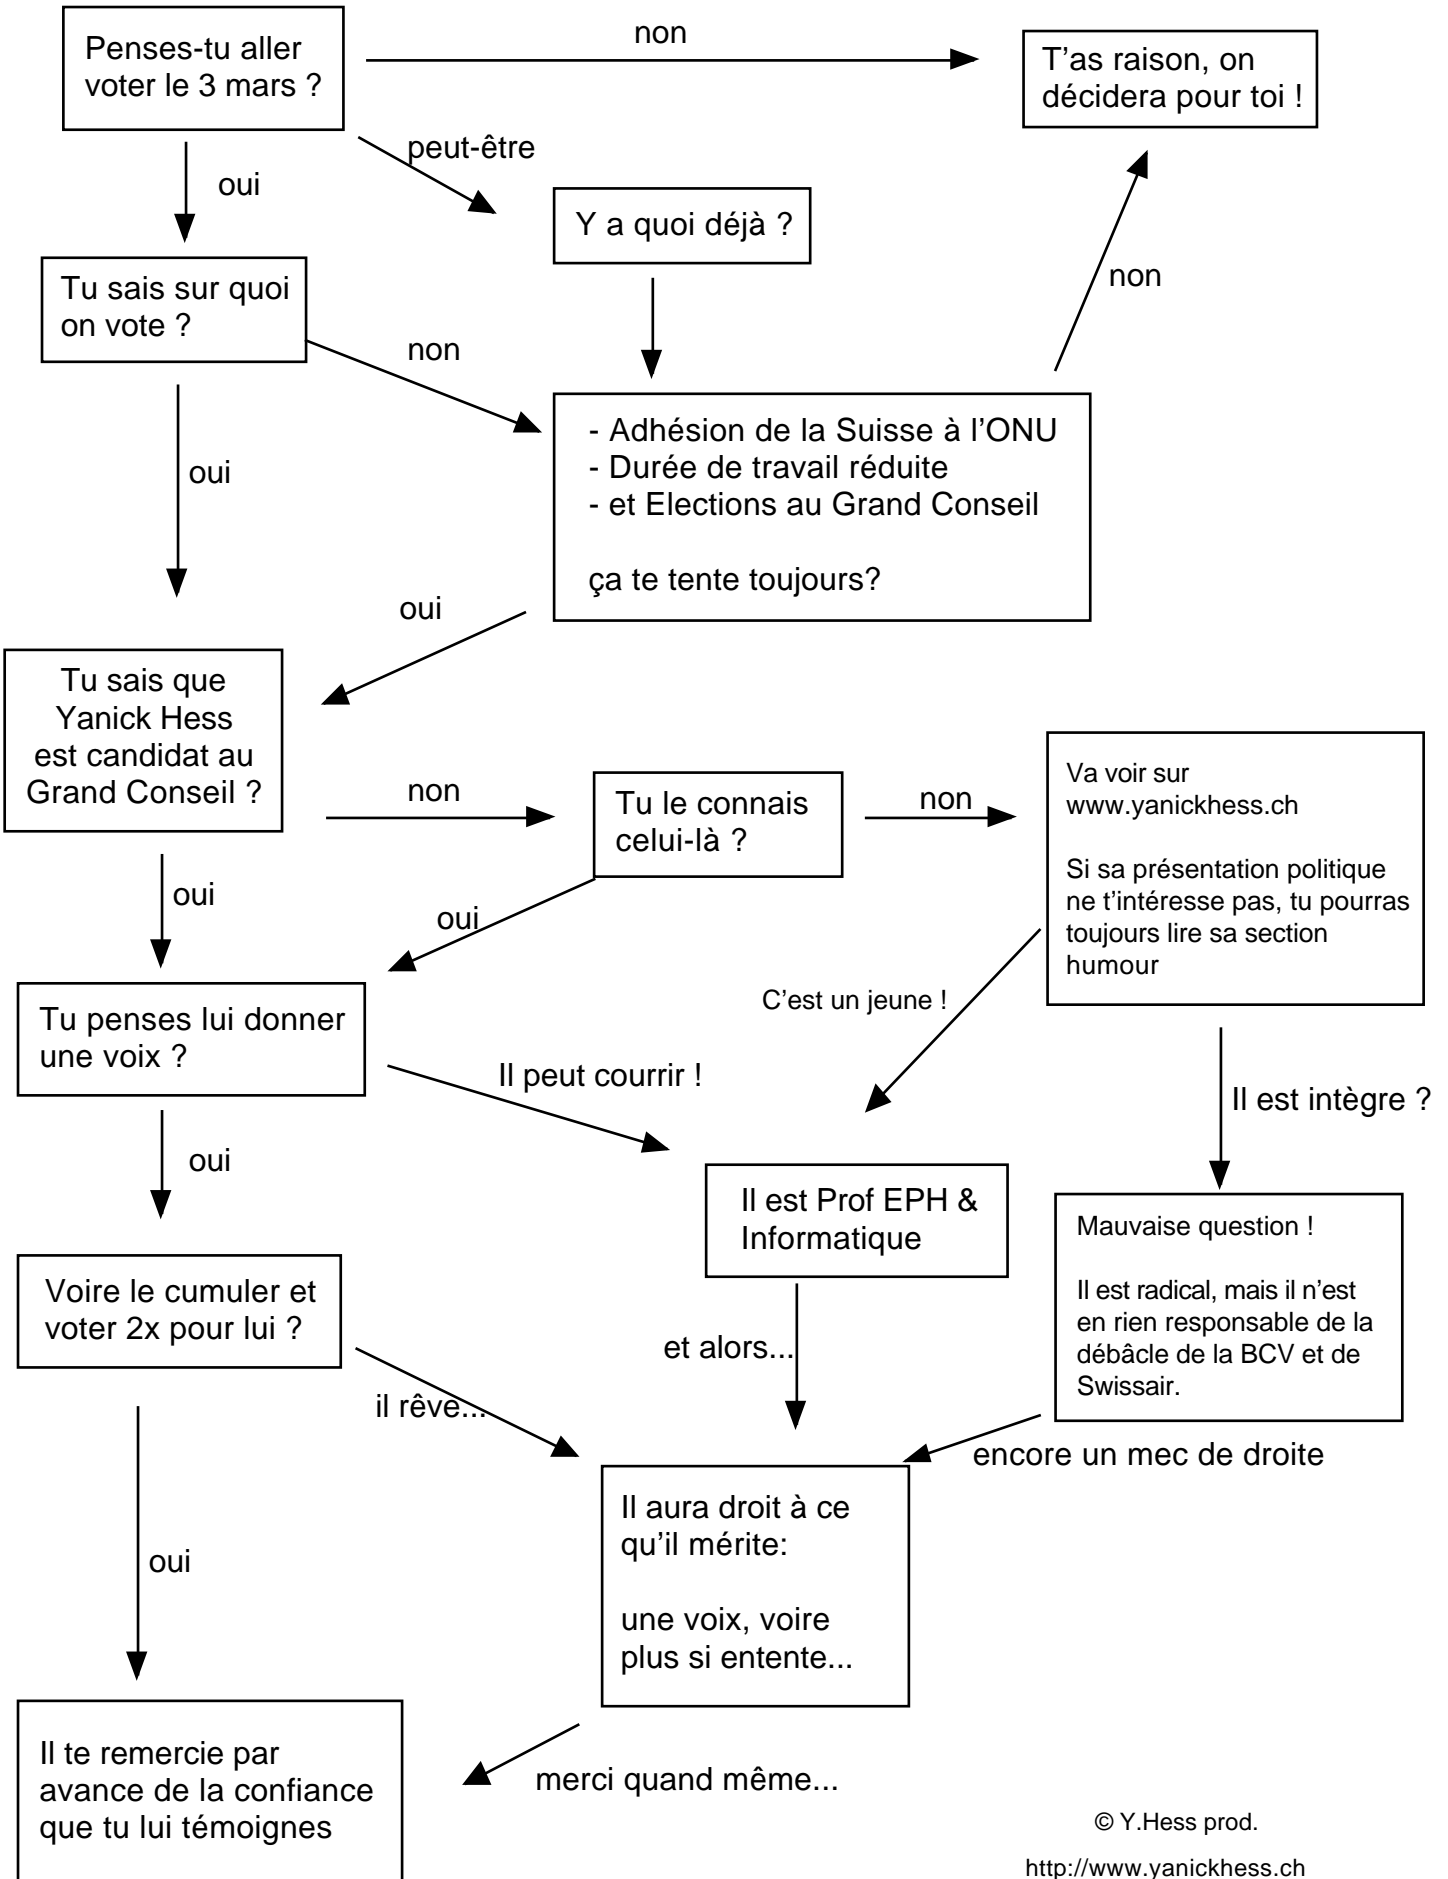 Penses-tu aller
voter le 3 mars ?
non
T'as raison, on
décidera pour toi !
peut-être
oui
Y a quoi déjà ?
non
Tu sais sur quoi
on vote ?
non
- Adhésion de la Suisse à l'ONU
- Durée de travail réduite
- et Elections au Grand Conseil
ça te tente toujours?
oui
oui
Tu sais que
Yanick Hess
est candidat au
Grand Conseil ?
non
Tu le connais
celui-là ?
non
Va voir sur
www.yanickhess.ch
Si sa présentation politique
ne t'intéresse pas, tu pourras
toujours lire sa section
humour
oui
oui
C'est un jeune !
Tu penses lui donner
une voix ?
Il peut courrir !
Il est intègre ?
oui
Il est Prof EPH &
Informatique
Mauvaise question !
Il est radical, mais il n'est
en rien responsable de la
débâcle de la BCV et de
Swissair.
Voire le cumuler et
voter 2x pour lui ?
et alors...
il rêve...
encore un mec de droite
Il aura droit à ce
qu'il mérite:
une voix, voire
plus si entente...
oui
Il te remercie par
avance de la confiance
que tu lui témoignes
merci quand même...
© Y.Hess prod.
http://www.yanickhess.ch